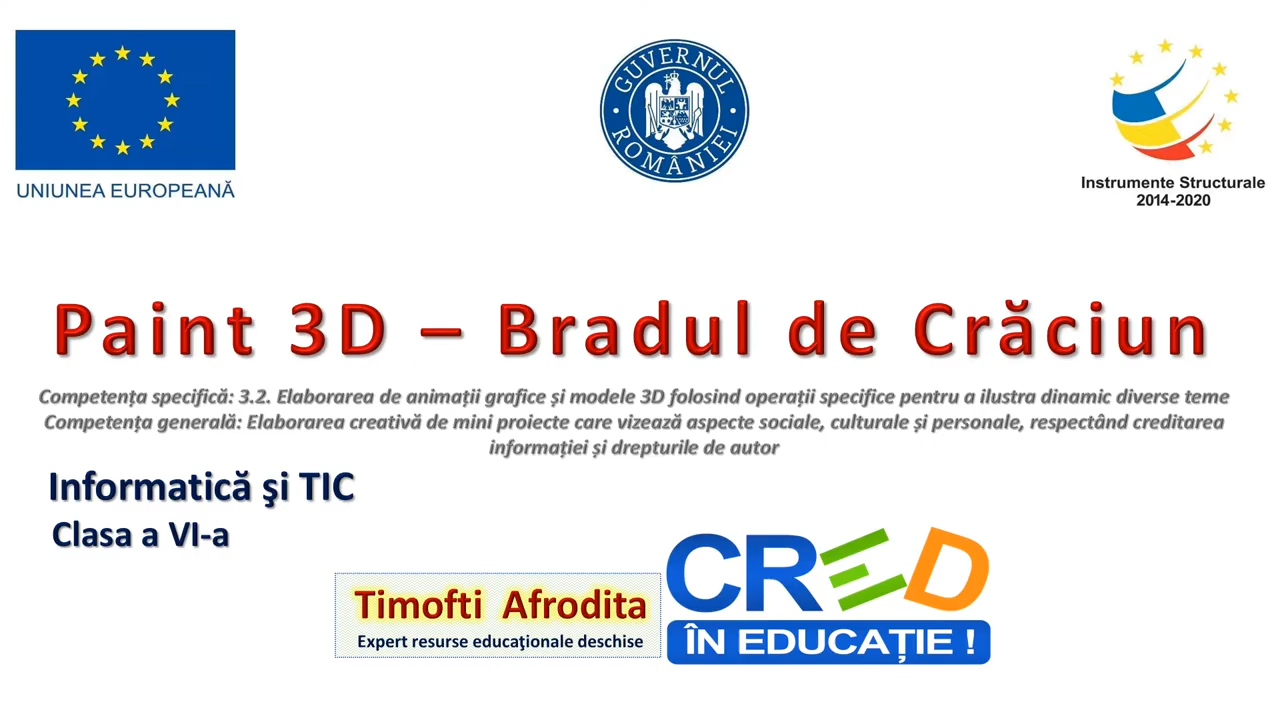 UNIUNEA EUROPEANĂ
GUVERNUL ROMÂNIEI
Instrumente Structurale
2014-2020
Paint 3D – Bradul de Crăciun
Competența specifică: 3.2. Elaborarea de animații grafice și modele 3D folosind operații specifice pentru a ilustra dinamic diverse teme
Competența generală: Elaborarea creativă de mini proiecte care vizează aspecte sociale, culturale și personale, respectând creditarea
informației și drepturile de autor
Informatică şi TIC
Clasa a VI-a
Timofti Afrodita
Expert resurse educaţionale deschise
CRED
ÎN EDUCAȚIE !